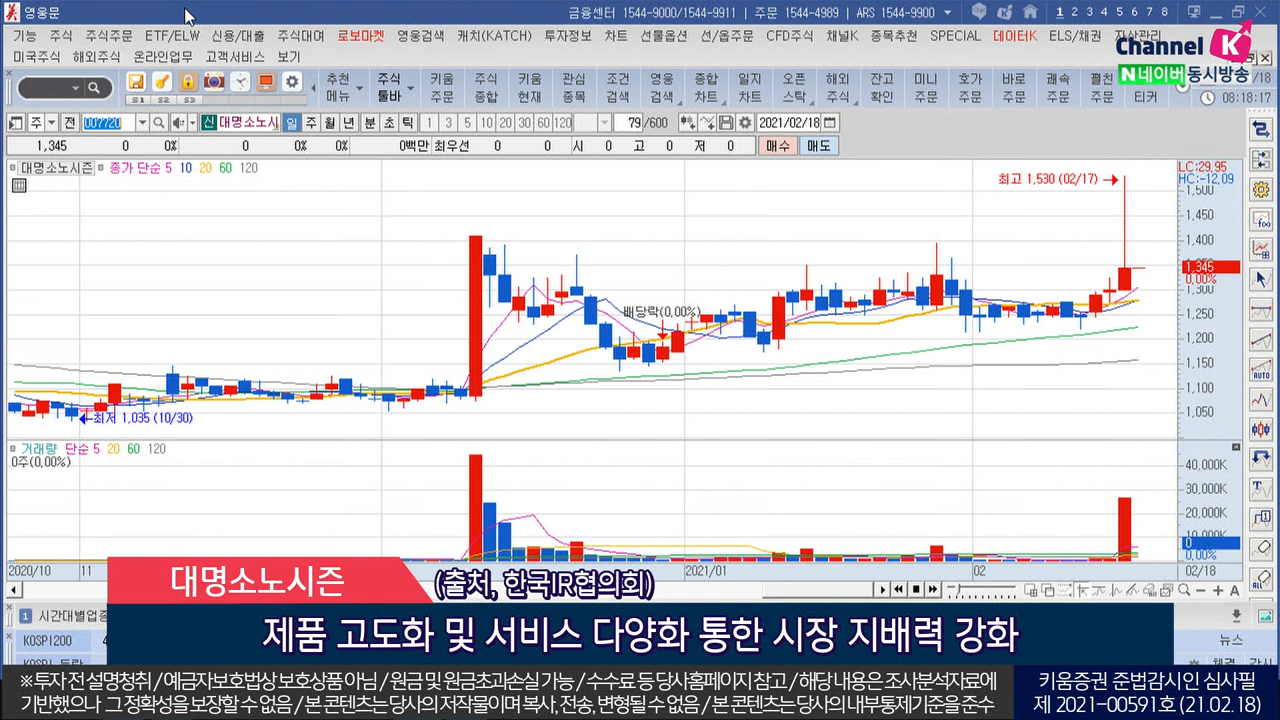 영웅문
금융센터 1544-9000/1544-9911 | 주문 1544-4989 | ARS 1544-9900
1 2 3 4 5 6 7 8
기능 주식 주식주문 ETF/ELW 신용/대출 주식대여 로보마켓 영웅검색 캐치(KATCH) 투자정보 차트 선물옵션 선/옵주문 CFD주식 채널K 종목추천 SPECIAL 데이터K ELS/채권 자산관리
미국주식 해외주식 온라인업무 고객서비스 보기
Channel K
N네이버동시방송
추천 주식 키움 주식 키움 관심 조건 영웅 종합 일지 오픈 해외 잔고 미니 호가 바로 쾌속 펼친
메뉴 툴바 주문 종합 현재 종목 검색 검색 차트 차트 스탁 주식 확인 주문 주문 주문 주문 주문 티커
S1 S2 S3
08:18:17
주 전 007720 신 대명소노시 일 주 월 년 분 초 틱 1 3 5 10 20 30 60 120 79 /600 2021/02/18
1,345 0 0% 0 0% 0% 0백만 최우선 0 0 시 0 고 0 저 0 매수 매도
대명소노시즌 종가 단순 5 10 20 60 120
최고 1,530 (02/17)
LC:29.95
HC:-12.09
1,500
1,450
1,400
1,345
0.00%
1,300
1,250
1,200
1,150
1,100
1,050
배당락(0.00%)
최저 1,035 (10/30)
거래량 단순 5 20 60 120
0주(0.00%)
40,000K
30,000K
20,000K
10,000K
0
0.00%
2020/10 11 2021/01 02 02/18
대명소노시즌
(출처, 한국IR협의회)
제품 고도화 및 서비스 다양화 통한 시장 지배력 강화
1 시간대별업종
KOSPI200
뉴스
※ 투자 전 설명청취 / 예금자보호법상 보호상품 아님 / 원금 및 원금초과손실 가능 / 수수료 등 당사홈페이지 참고 / 해당 내용은 조사분석자료에
기반했으나 그 정확성을 보장할 수 없음 / 본 콘텐츠는 당사의 저작물이며 복사, 전송, 변형될 수 없음 / 본 콘텐츠는 당사의 내부통제기준을 준수
키움증권 준법감시인 심사필
제 2021-00591호 (21.02.18)